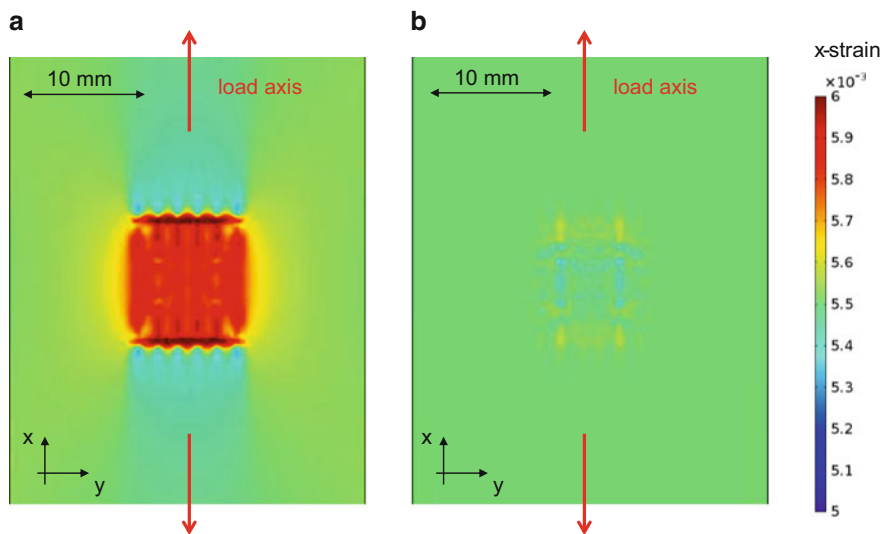 a
10 mm
load axis
x
y
b
10 mm
load axis
x
y
x-strain
×10⁻³
6
5.9
5.8
5.7
5.6
5.5
5.4
5.3
5.2
5.1
5